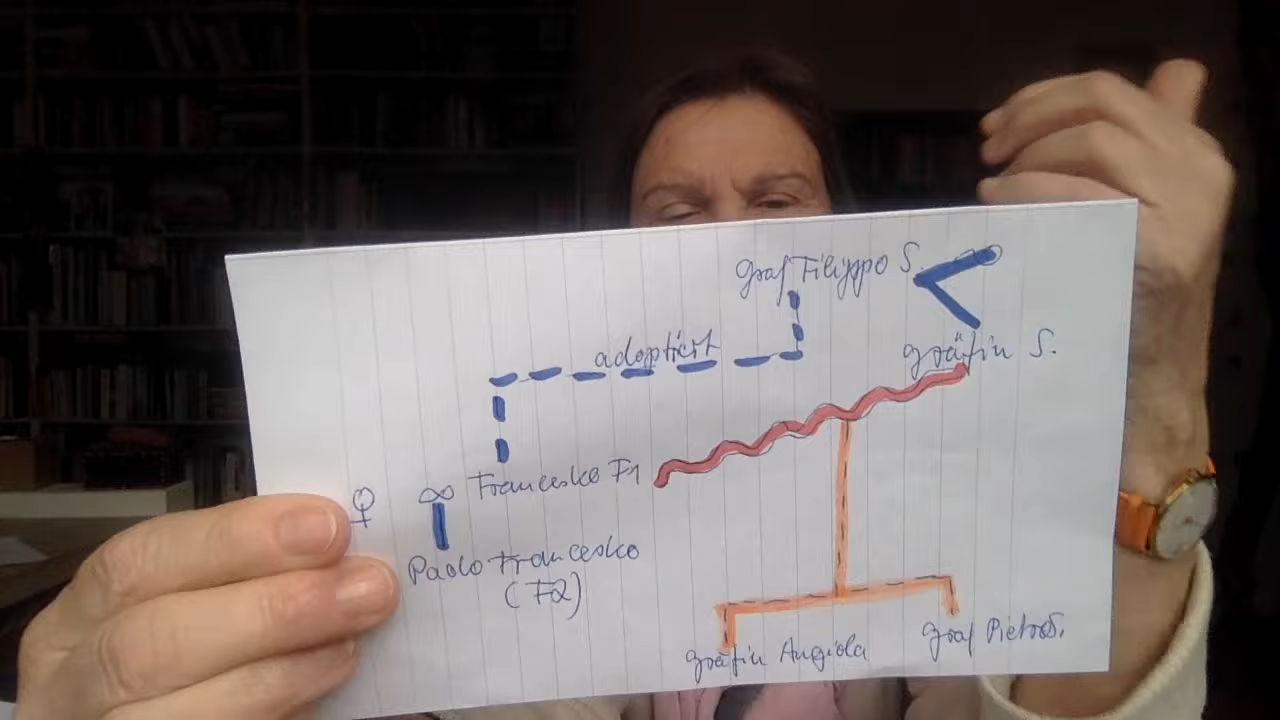 Graf Filippo S.
Gräfin S.
adoptiert
♀ ∞ Francesko F1
Paolo Francesko
(F2)
Gräfin Angiola
Graf Pietro S.